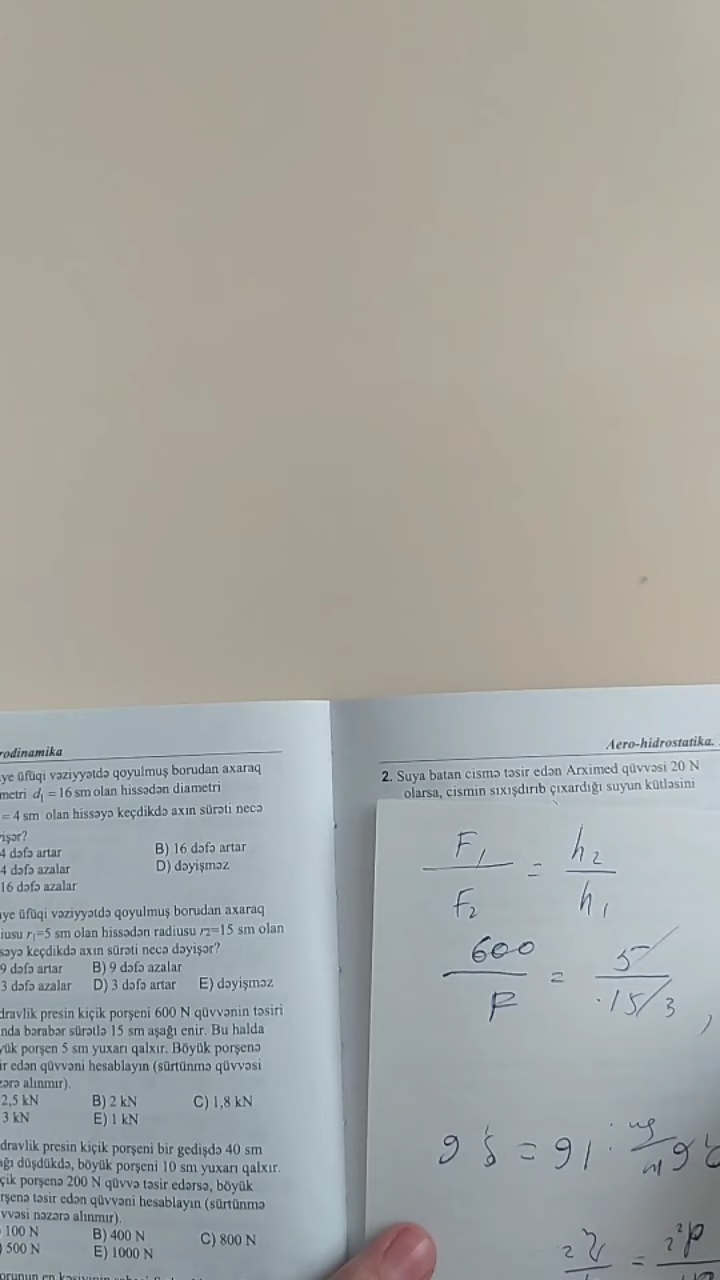 rodinamika
ye üfüqi vəziyyətdə qoyulmuş borudan axaraq
metri d₁ = 16 sm olan hissədən diametri
= 4 sm olan hissəyə keçdikdə axın sürəti necə
işər?
4 dəfə artar B) 16 dəfə artar
4 dəfə azalar D) dəyişməz
16 dəfə azalar
ye üfüqi vəziyyətdə qoyulmuş borudan axaraq
iusu r₁=5 sm olan hissədən radiusu r₂=15 sm olan
səyə keçdikdə axın sürəti necə dəyişər?
9 dəfə artar B) 9 dəfə azalar
3 dəfə azalar D) 3 dəfə artar E) dəyişməz
dravlik presin kiçik porşeni 600 N qüvvənin təsiri
nda bərabər sürətlə 15 sm aşağı enir. Bu halda
yük porşen 5 sm yuxarı qalxır. Böyük porşenə
ir edən qüvvəni hesablayın (sürtünmə qüvvəsi
zərə alınmır).
2,5 kN B) 2 kN C) 1,8 kN
3 kN E) 1 kN
dravlik presin kiçik porşeni bir gedişdə 40 sm
ağı düşdükdə, böyük porşeni 10 sm yuxarı qalxır.
çik porşenə 200 N qüvvə təsir edərsə, böyük
rşenə təsir edən qüvvəni hesablayın (sürtünmə
vvəsi nəzərə alınmır).
100 N B) 400 N C) 800 N
500 N E) 1000 N
Aero-hidrostatika.
2. Suya batan cismə təsir edən Arximed qüvvəsi 20 N
olarsa, cismin sıxışdırıb çıxardığı suyun kütləsini
F₁/F₂ = h₂/h₁
600/F = 5/15/3